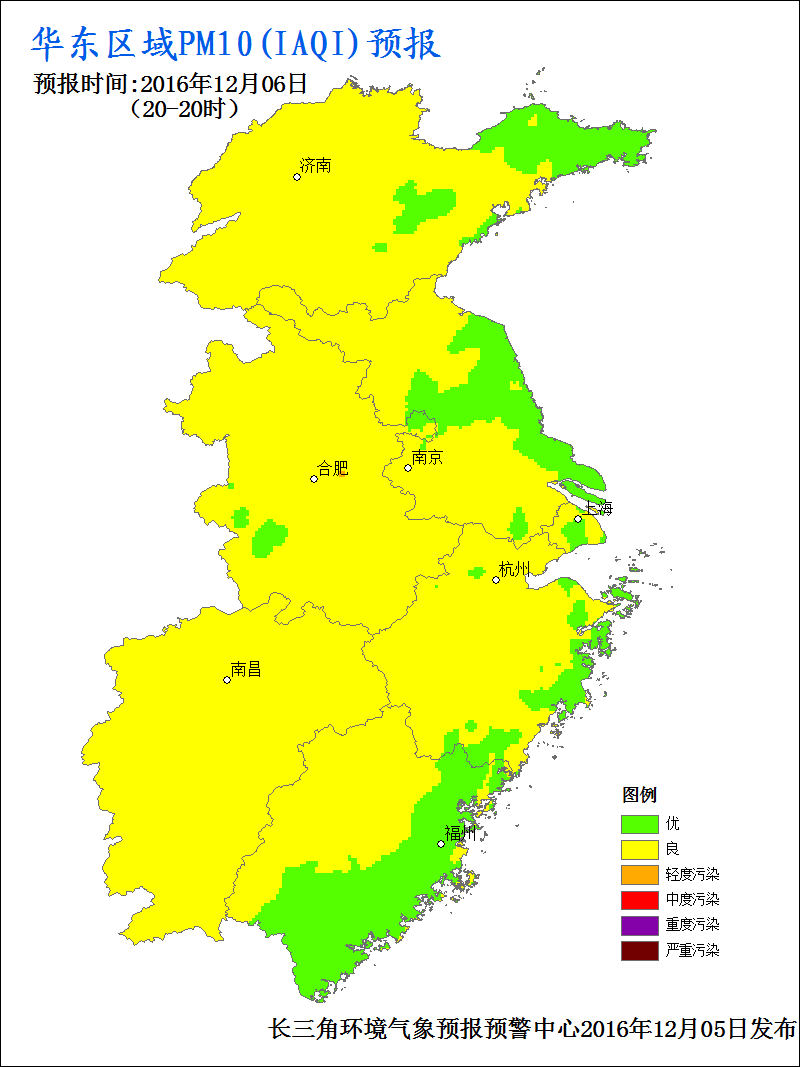 华东区域PM10(IAQI)预报
预报时间:2016年12月06日
（20-20时）
济南
南京
合肥
上海
杭州
南昌
福州
图例
优
良
轻度污染
中度污染
重度污染
严重污染
长三角环境气象预报预警中心2016年12月05日发布